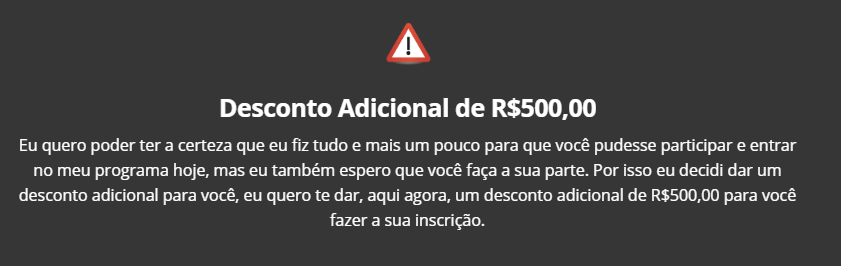 Desconto Adicional de R$500,00
Eu quero poder ter a certeza que eu fiz tudo e mais um pouco para que você pudesse participar e entrar
no meu programa hoje, mas eu também espero que você faça a sua parte. Por isso eu decidi dar um
desconto adicional para você, eu quero te dar, aqui agora, um desconto adicional de R$500,00 para você
fazer a sua inscrição.